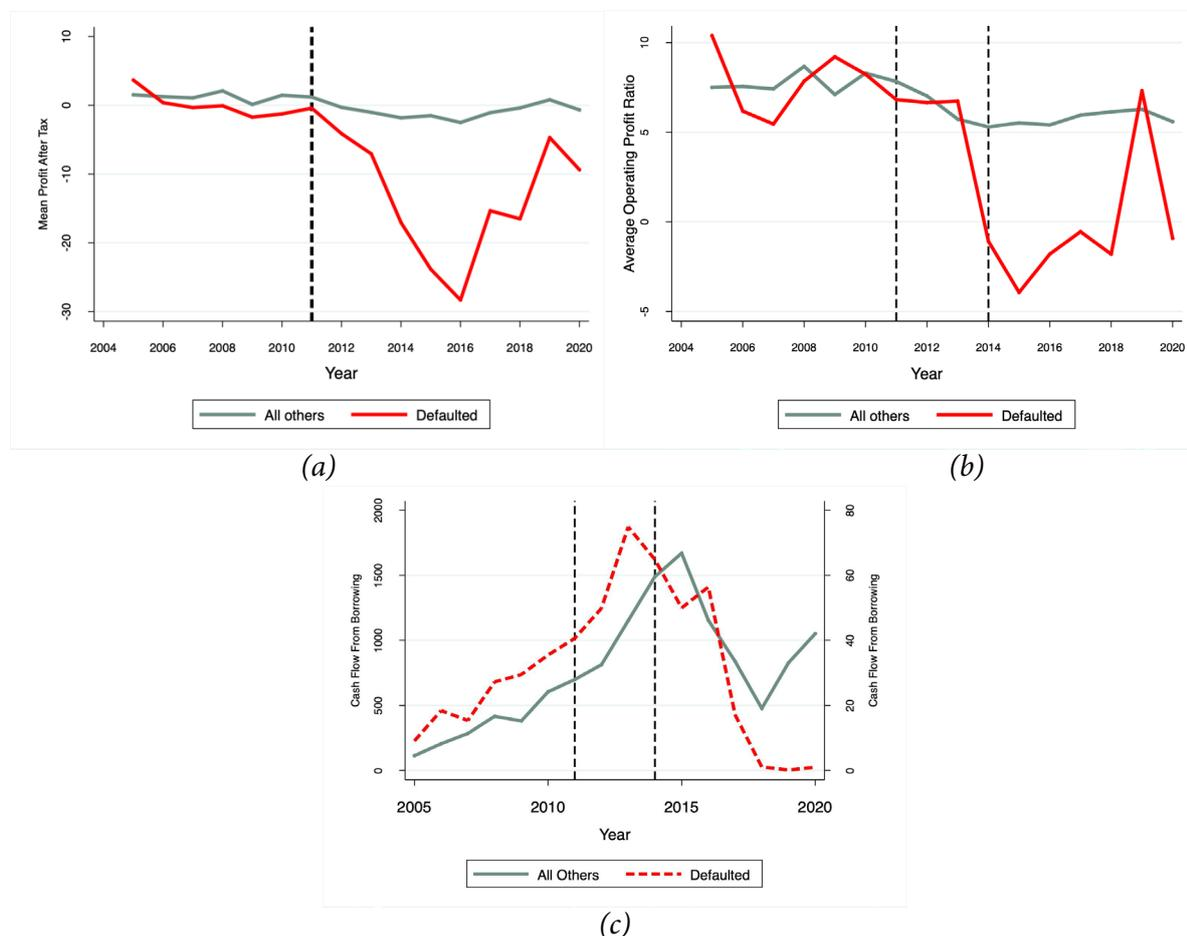 Mean Profit After Tax
10
0
-10
-20
-30
2004 2006 2008 2010 2012 2014 2016 2018 2020
Year
All others Defaulted
(a)
Average Operating Profit Ratio
10
5
0
-5
2004 2006 2008 2010 2012 2014 2016 2018 2020
Year
All others Defaulted
(b)
Cash Flow From Borrowing
2000
1500
1000
500
0
80
60
40
20
0
Cash Flow From Borrowing
2005 2010 2015 2020
Year
All Others Defaulted
(c)